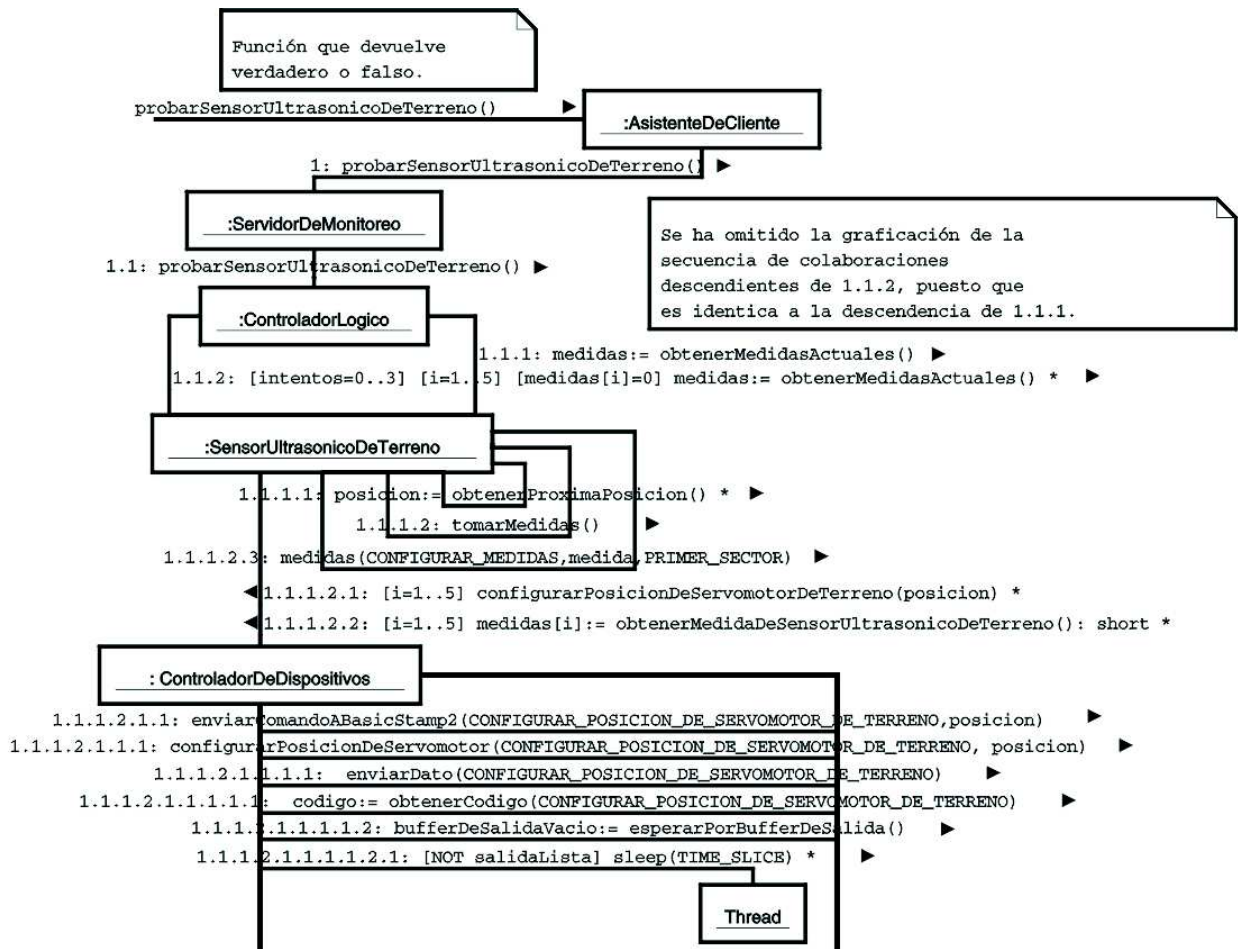 Función que devuelve
verdadero o falso.
probarSensorUltrasonicoDeTerreno()
:AsistenteDeCliente
1: probarSensorUltrasonicoDeTerreno()
:ServidorDeMonitoreo
Se ha omitido la graficación de la
secuencia de colaboraciones
descendientes de 1.1.2, puesto que
es identica a la descendencia de 1.1.1.
1.1: probarSensorUltrasonicoDeTerreno()
:ControladorLogico
1.1.1: medidas:= obtenerMedidasActuales()
1.1.2: [intentos=0..3] [i=1..5] [medidas[i]=0] medidas:= obtenerMedidasActuales() *
:SensorUltrasonicoDeTerreno
1.1.1.1: posicion:= obtenerProximaPosicion() *
1.1.1.2: tomarMedidas()
1.1.1.2.3: medidas(CONFIGURAR_MEDIDAS,medida,PRIMER_SECTOR)
1.1.1.2.1: [i=1..5] configurarPosicionDeServomotorDeTerreno(posicion) *
1.1.1.2.2: [i=1..5] medidas[i]:= obtenerMedidaDeSensorUltrasonicoDeTerreno(): short *
: ControladorDeDispositivos
1.1.1.2.1.1: enviarComandoABasicStamp2(CONFIGURAR_POSICION_DE_SERVOMOTOR_DE_TERRENO,posicion)
1.1.1.2.1.1.1: configurarPosicionDeServomotor(CONFIGURAR_POSICION_DE_SERVOMOTOR_DE_TERRENO, posicion)
1.1.1.2.1.1.1.1: enviarDato(CONFIGURAR_POSICION_DE_SERVOMOTOR_DE_TERRENO)
1.1.1.2.1.1.1.1.1: codigo:= obtenerCodigo(CONFIGURAR_POSICION_DE_SERVOMOTOR_DE_TERRENO)
1.1.1.2.1.1.1.1.2: bufferDeSalidaVacio:= esperarPorBufferDeSalida()
1.1.1.2.1.1.1.1.2.1: [NOT salidaLista] sleep(TIME_SLICE) *
Thread